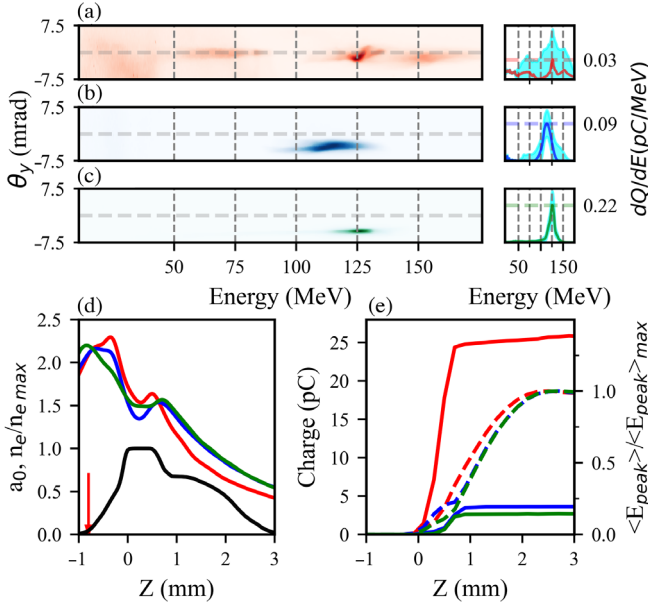 (a)
7.5
-7.5
0.03
(b)
7.5
-7.5
0.09
(c)
7.5
-7.5
0.22
θy (mrad)
dQ/dE(pC/MeV)
50 75 100 125 150
50 150
Energy (MeV)
Energy (MeV)
(d)
2.5
2.0
1.5
1.0
0.5
0.0
−1 0 1 2 3
a0, ne/ne max
Z (mm)
(e)
25
20
15
10
5
0
1.0
0.5
0.0
−1 0 1 2 3
Charge (pC)
<Epeak>/<Epeak>max
Z (mm)